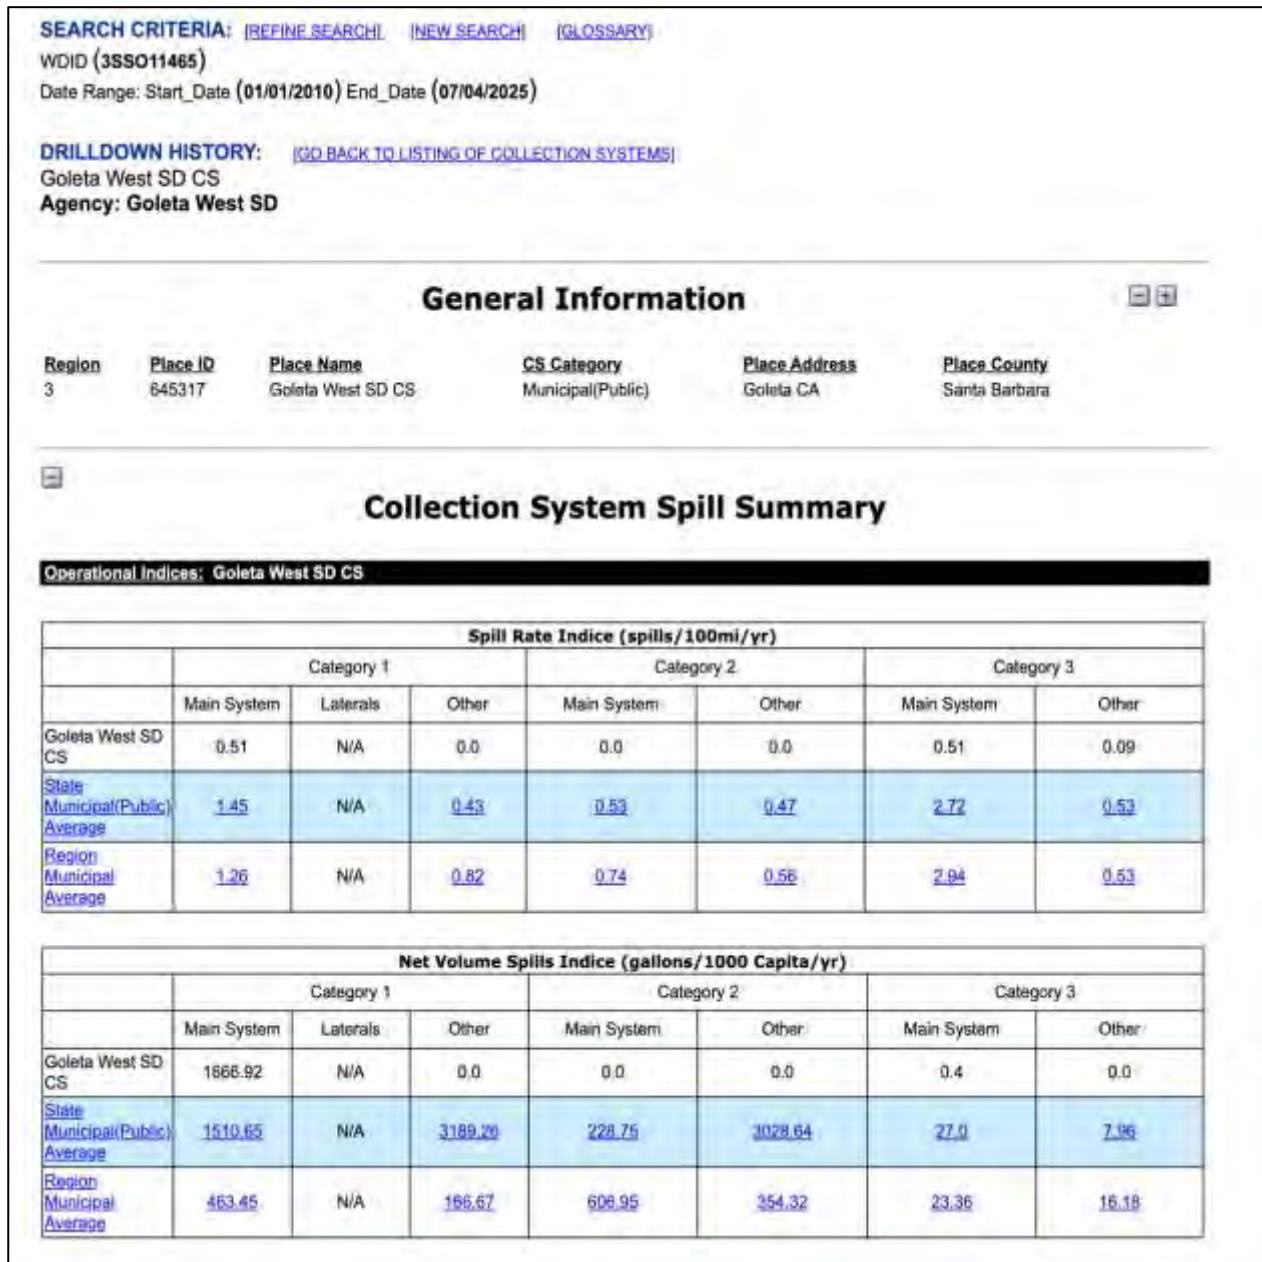 SEARCH CRITERIA: [REFINE SEARCH] [NEW SEARCH] [GLOSSARY]
WDID (3SSO11465)
Date Range: Start_Date (01/01/2010) End_Date (07/04/2025)
DRILLDOWN HISTORY: [GO BACK TO LISTING OF COLLECTION SYSTEMS]
Goleta West SD CS
Agency: Goleta West SD
General Information
Region Place ID Place Name CS Category Place Address Place County
3 645317 Goleta West SD CS Municipal(Public) Goleta CA Santa Barbara
Collection System Spill Summary
Operational Indices: Goleta West SD CS
Spill Rate Indice (spills/100mi/yr)
Category 1 Category 2 Category 3
Main System Laterals Other Main System Other Main System Other
Goleta West SD
CS 0.51 N/A 0.0 0.0 0.0 0.51 0.09
State
Municipal(Public) 1.45 N/A 0.43 0.53 0.47 2.72 0.53
Average
Region
Municipal 1.26 N/A 0.82 0.74 0.56 2.94 0.53
Average
Net Volume Spills Indice (gallons/1000 Capita/yr)
Category 1 Category 2 Category 3
Main System Laterals Other Main System Other Main System Other
Goleta West SD
CS 1666.92 N/A 0.0 0.0 0.0 0.4 0.0
State
Municipal(Public) 1510.65 N/A 3189.26 228.75 3028.64 27.0 7.96
Average
Region
Municipal 463.45 N/A 166.67 606.95 354.32 23.36 16.18
Average